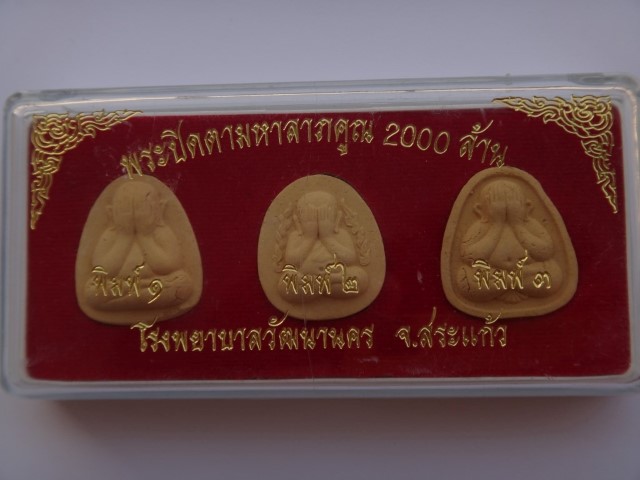 พระปิดตามหาลาภคูณ 2000 ล้าน
พิมพ์ ๑ พิมพ์ ๒ พิมพ์ ๓
โรงพยาบาลวัฒนานคร จ.สระแก้ว